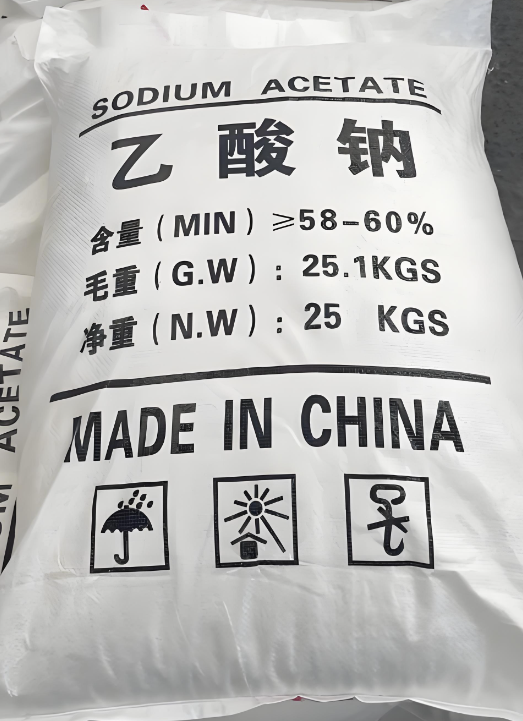 SODIUM ACETATE
乙酸钠
含量(MIN)≥58-60%
毛重(G.W):25.1KGS
净重(N.W):25 KGS
MADE IN CHINA
ACETATE